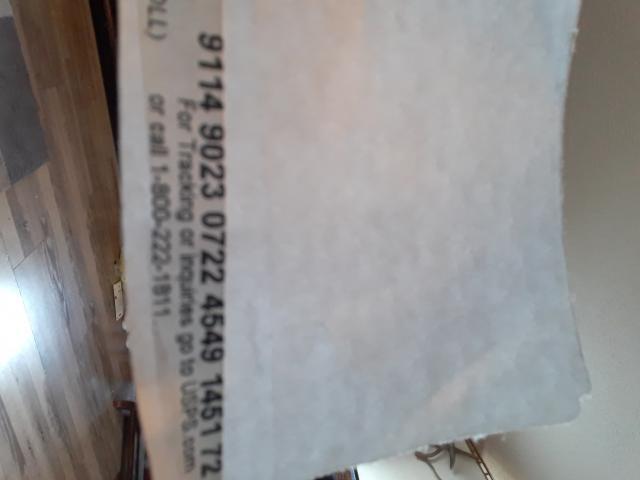 9114 9023 0722 4549 1451 72
For Tracking or inquiries go to USPS.com
or call 1-800-222-1811